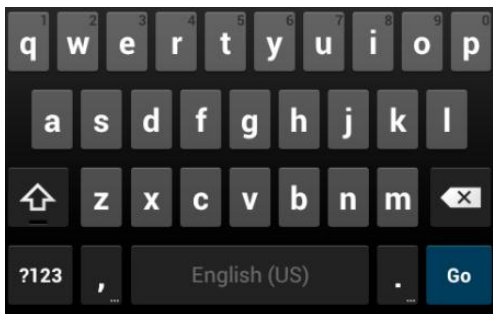 1 2 3 4 5 6 7 8 9 0
q w e r t y u i o p
a s d f g h j k l
z x c v b n m
?123 , ... English (US) . ... Go